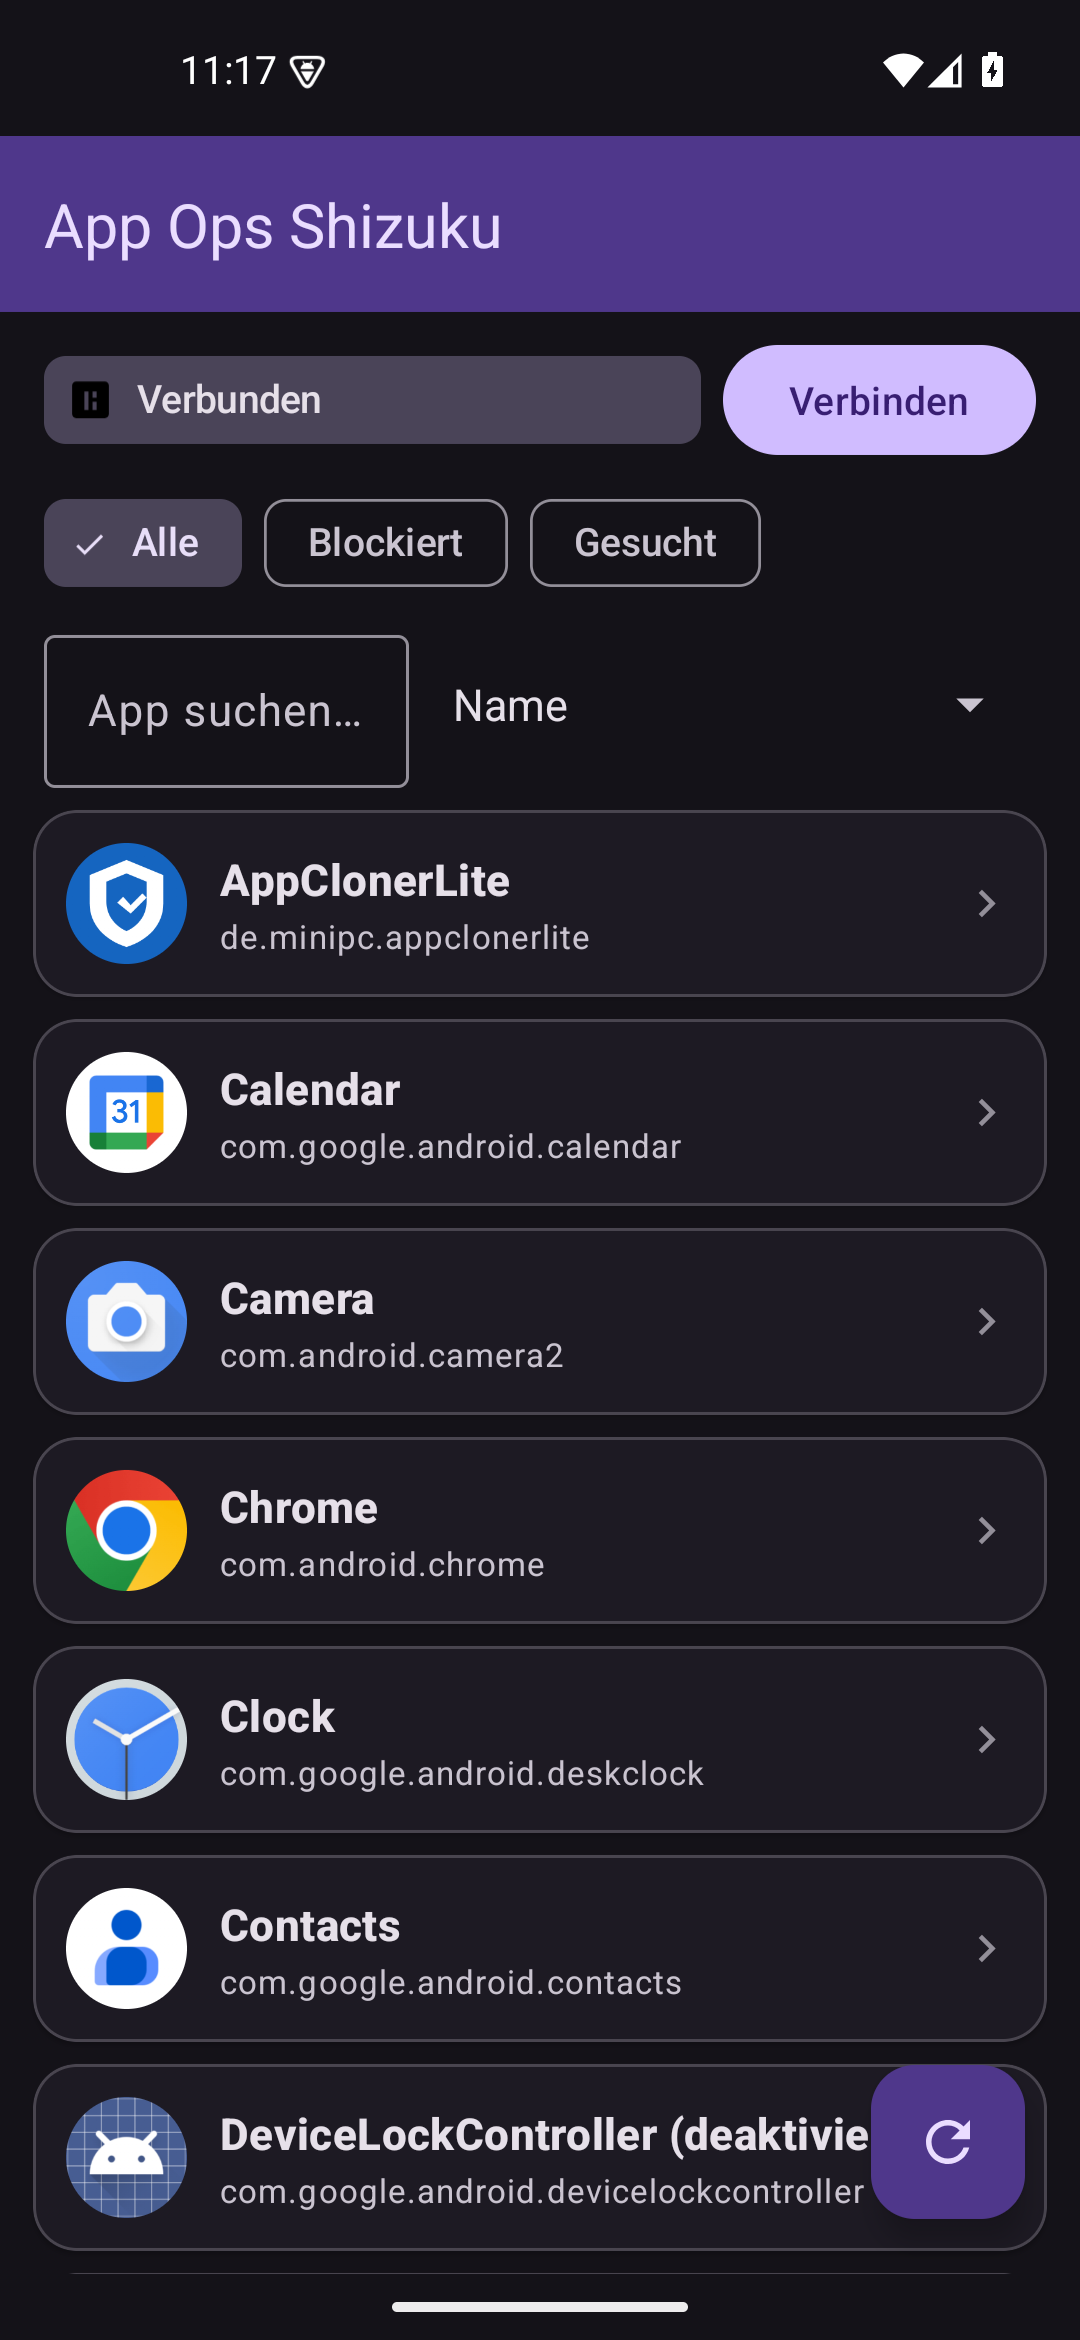 11:17
App Ops Shizuku
Verbunden
Verbinden
Alle
Blockiert
Gesucht
App suchen…
Name
AppClonerLite
de.minipc.appclonerlite
31
Calendar
com.google.android.calendar
Camera
com.android.camera2
Chrome
com.android.chrome
Clock
com.google.android.deskclock
Contacts
com.google.android.contacts
DeviceLockController (deaktivie
com.google.android.devicelockcontroller